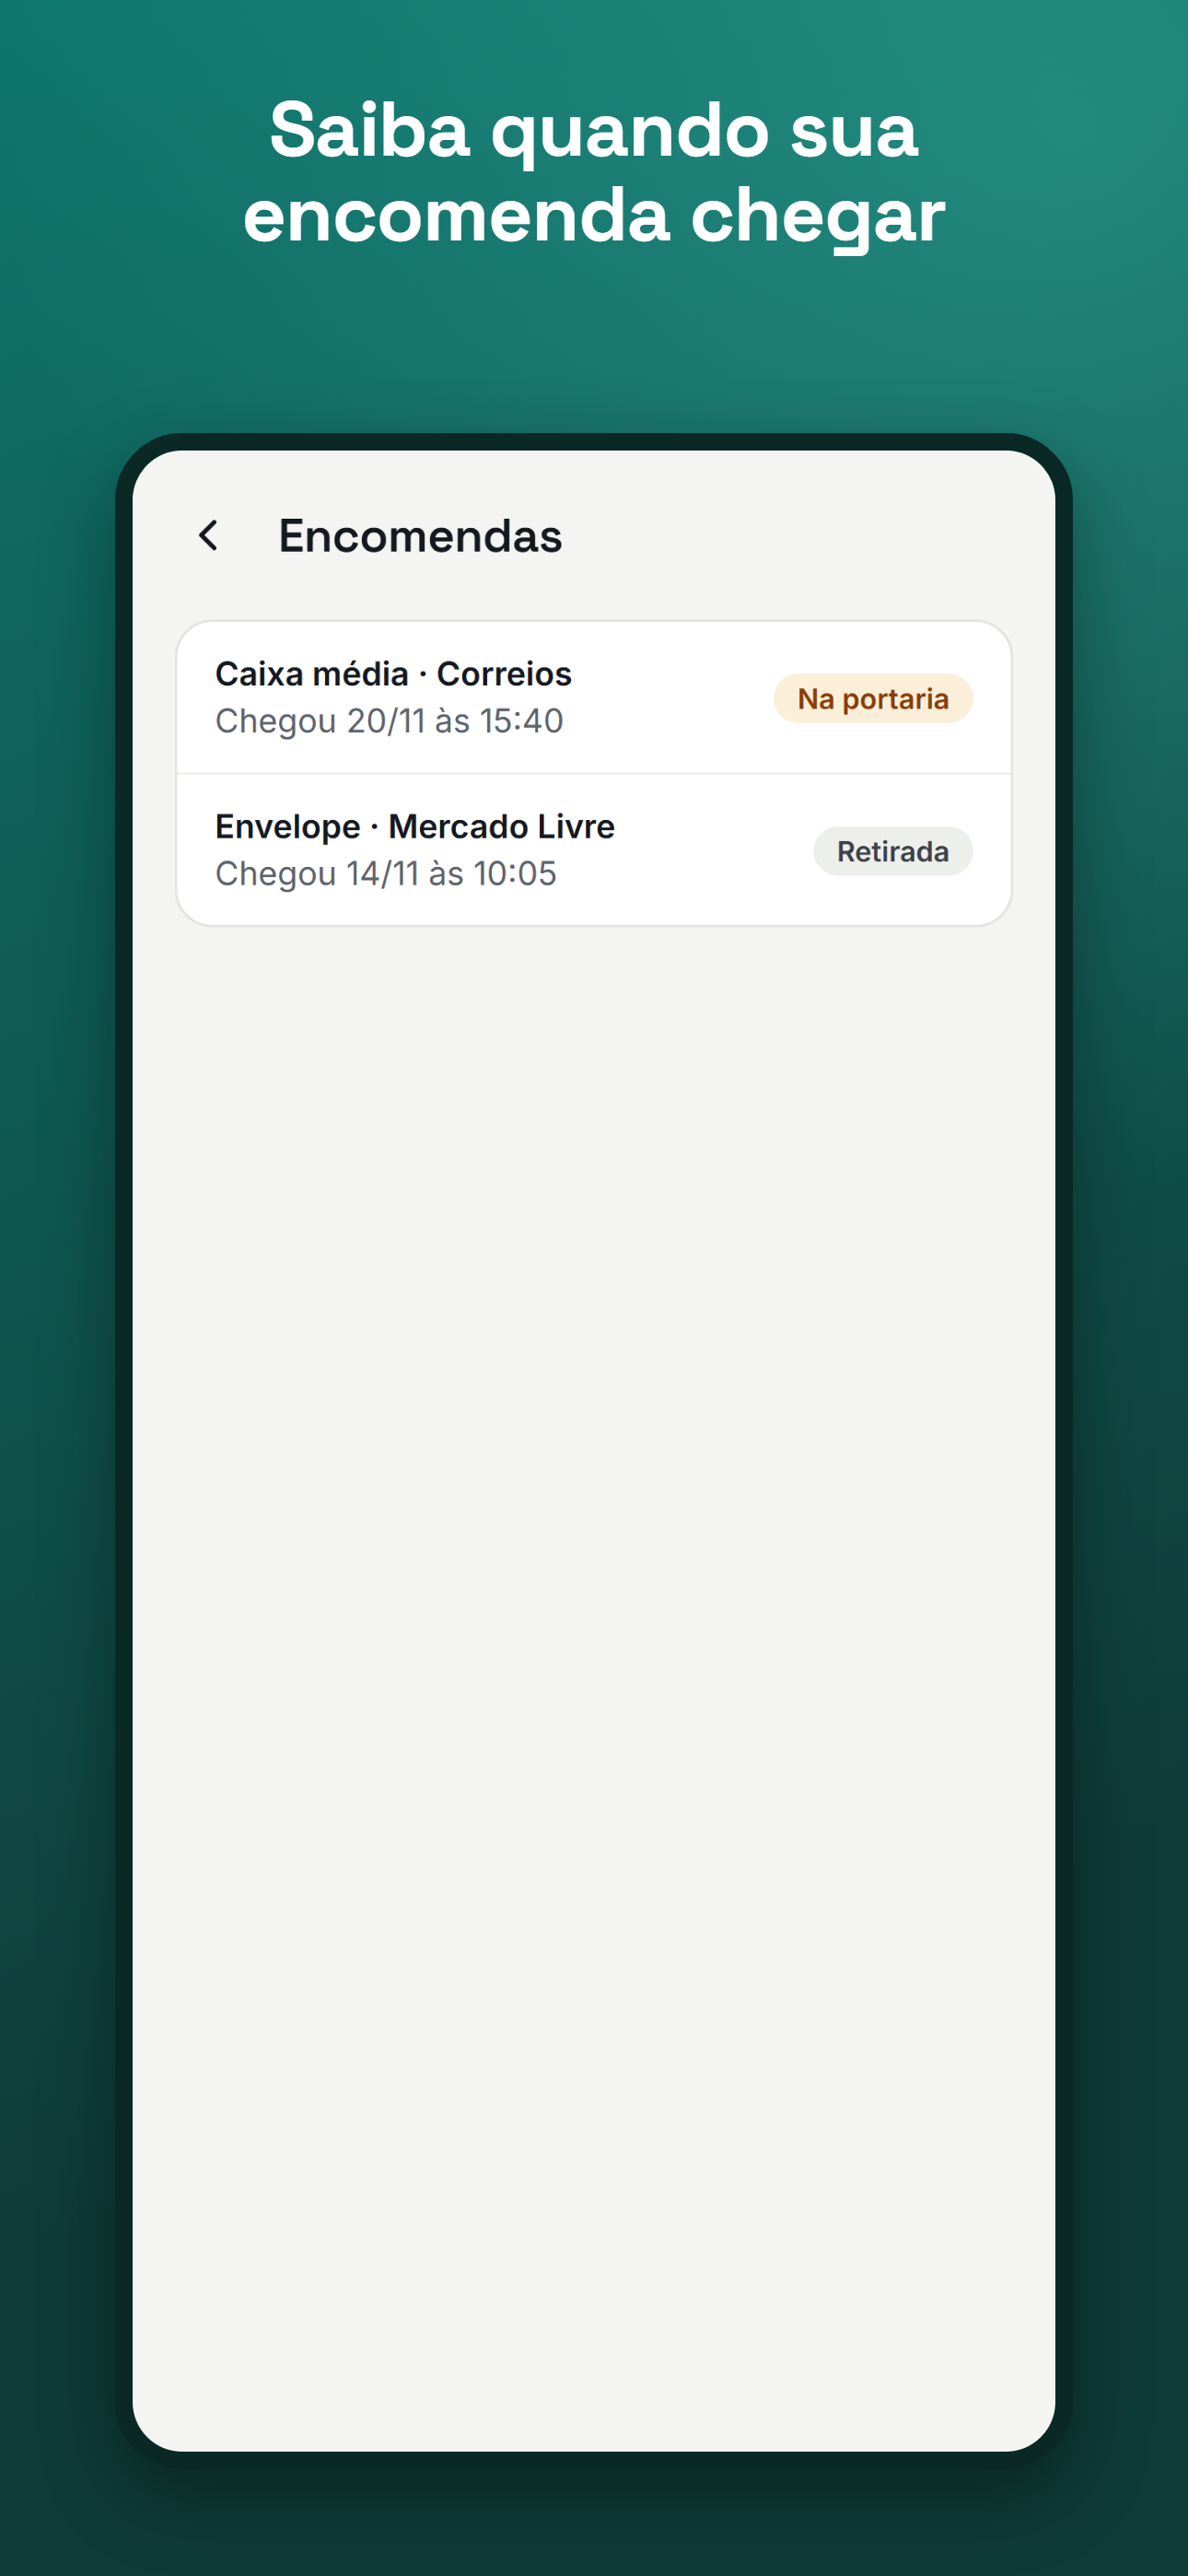 Saiba quando sua
encomenda chegar
Encomendas
Caixa média · Correios
Chegou 20/11 às 15:40
Na portaria
Envelope · Mercado Livre
Chegou 14/11 às 10:05
Retirada